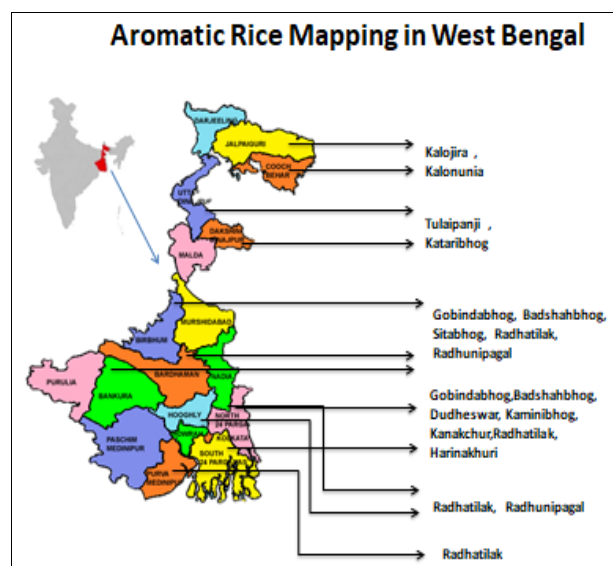 Aromatic Rice Mapping in West Bengal
DARJEELING
JALPAIGURI
COOCH
BEHAR
Kalojira ,
Kalonunia
DAKSHIN
Tulaipanji ,
Kataribhog
MALDA
MURSHIDABAD
BIRBHUM
Gobindabhog, Badshahbhog,
Sitabhog, Radhatilak,
Radhunipagal
PURULIA
BARDHAMAN
NADIA
BANKURA
HOOGHLY
NORTH
24 PARGA
Gobindabhog,Badshahbhog,
Dudheswar, Kaminibhog,
Kanakchur,Radhatilak,
Harinakhuri
PASCHIM
MEDINIPUR
KOLKATA
SOUTH
24 PARGANAS
PURVA
MEDINIPUR
Radhatilak, Radhunipagal
Radhatilak